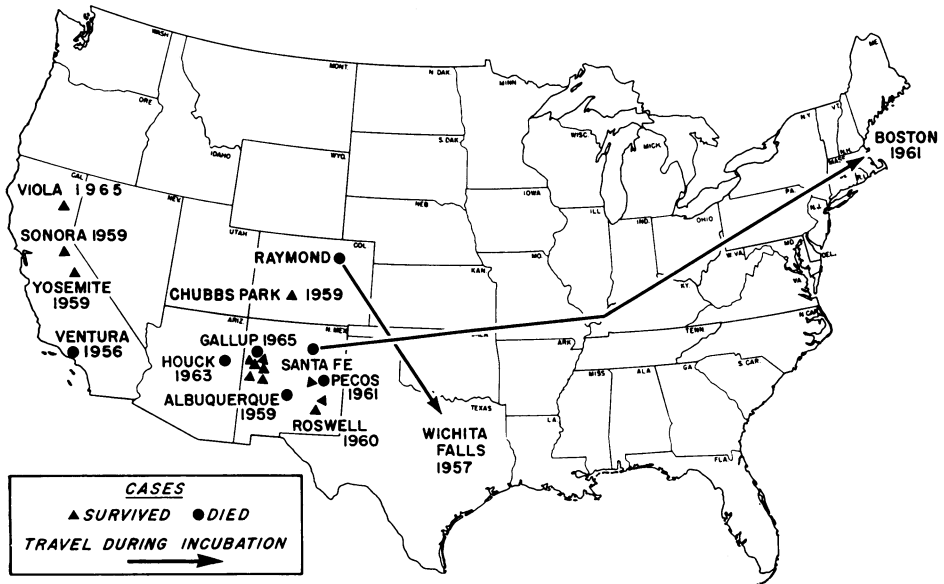 WASH
MONT.
N DAK
MINN
ME.
ORE
S. DAK
WISC
MICH.
N.Y.
VT.
N.H.
BOSTON
1961
IDAHO
WYO.
MASS
R.I.
CAL
VIOLA 1965
NEV.
NEB
IOWA
PA.
N.J.
SONORA 1959
UTAH
COL
ILL
IND.
OHIO
MD.
DEL.
RAYMOND
KAN
MO.
W VA.
VA.
YOSEMITE
1959
CHUBBS PARK
1959
KY.
VENTURA
1956
ARIZ
N. MEX
GALLUP 1965
HOUCK
1963
SANTA FE
PECOS
1961
ALBUQUERQUE
1959
ROSWELL
1960
ARK
TENN
N CAR
S CAR
TEXAS
MISS
ALA
GA
LA
WICHITA
FALLS
1957
FLA
CASES
SURVIVED DIED
TRAVEL DURING INCUBATION